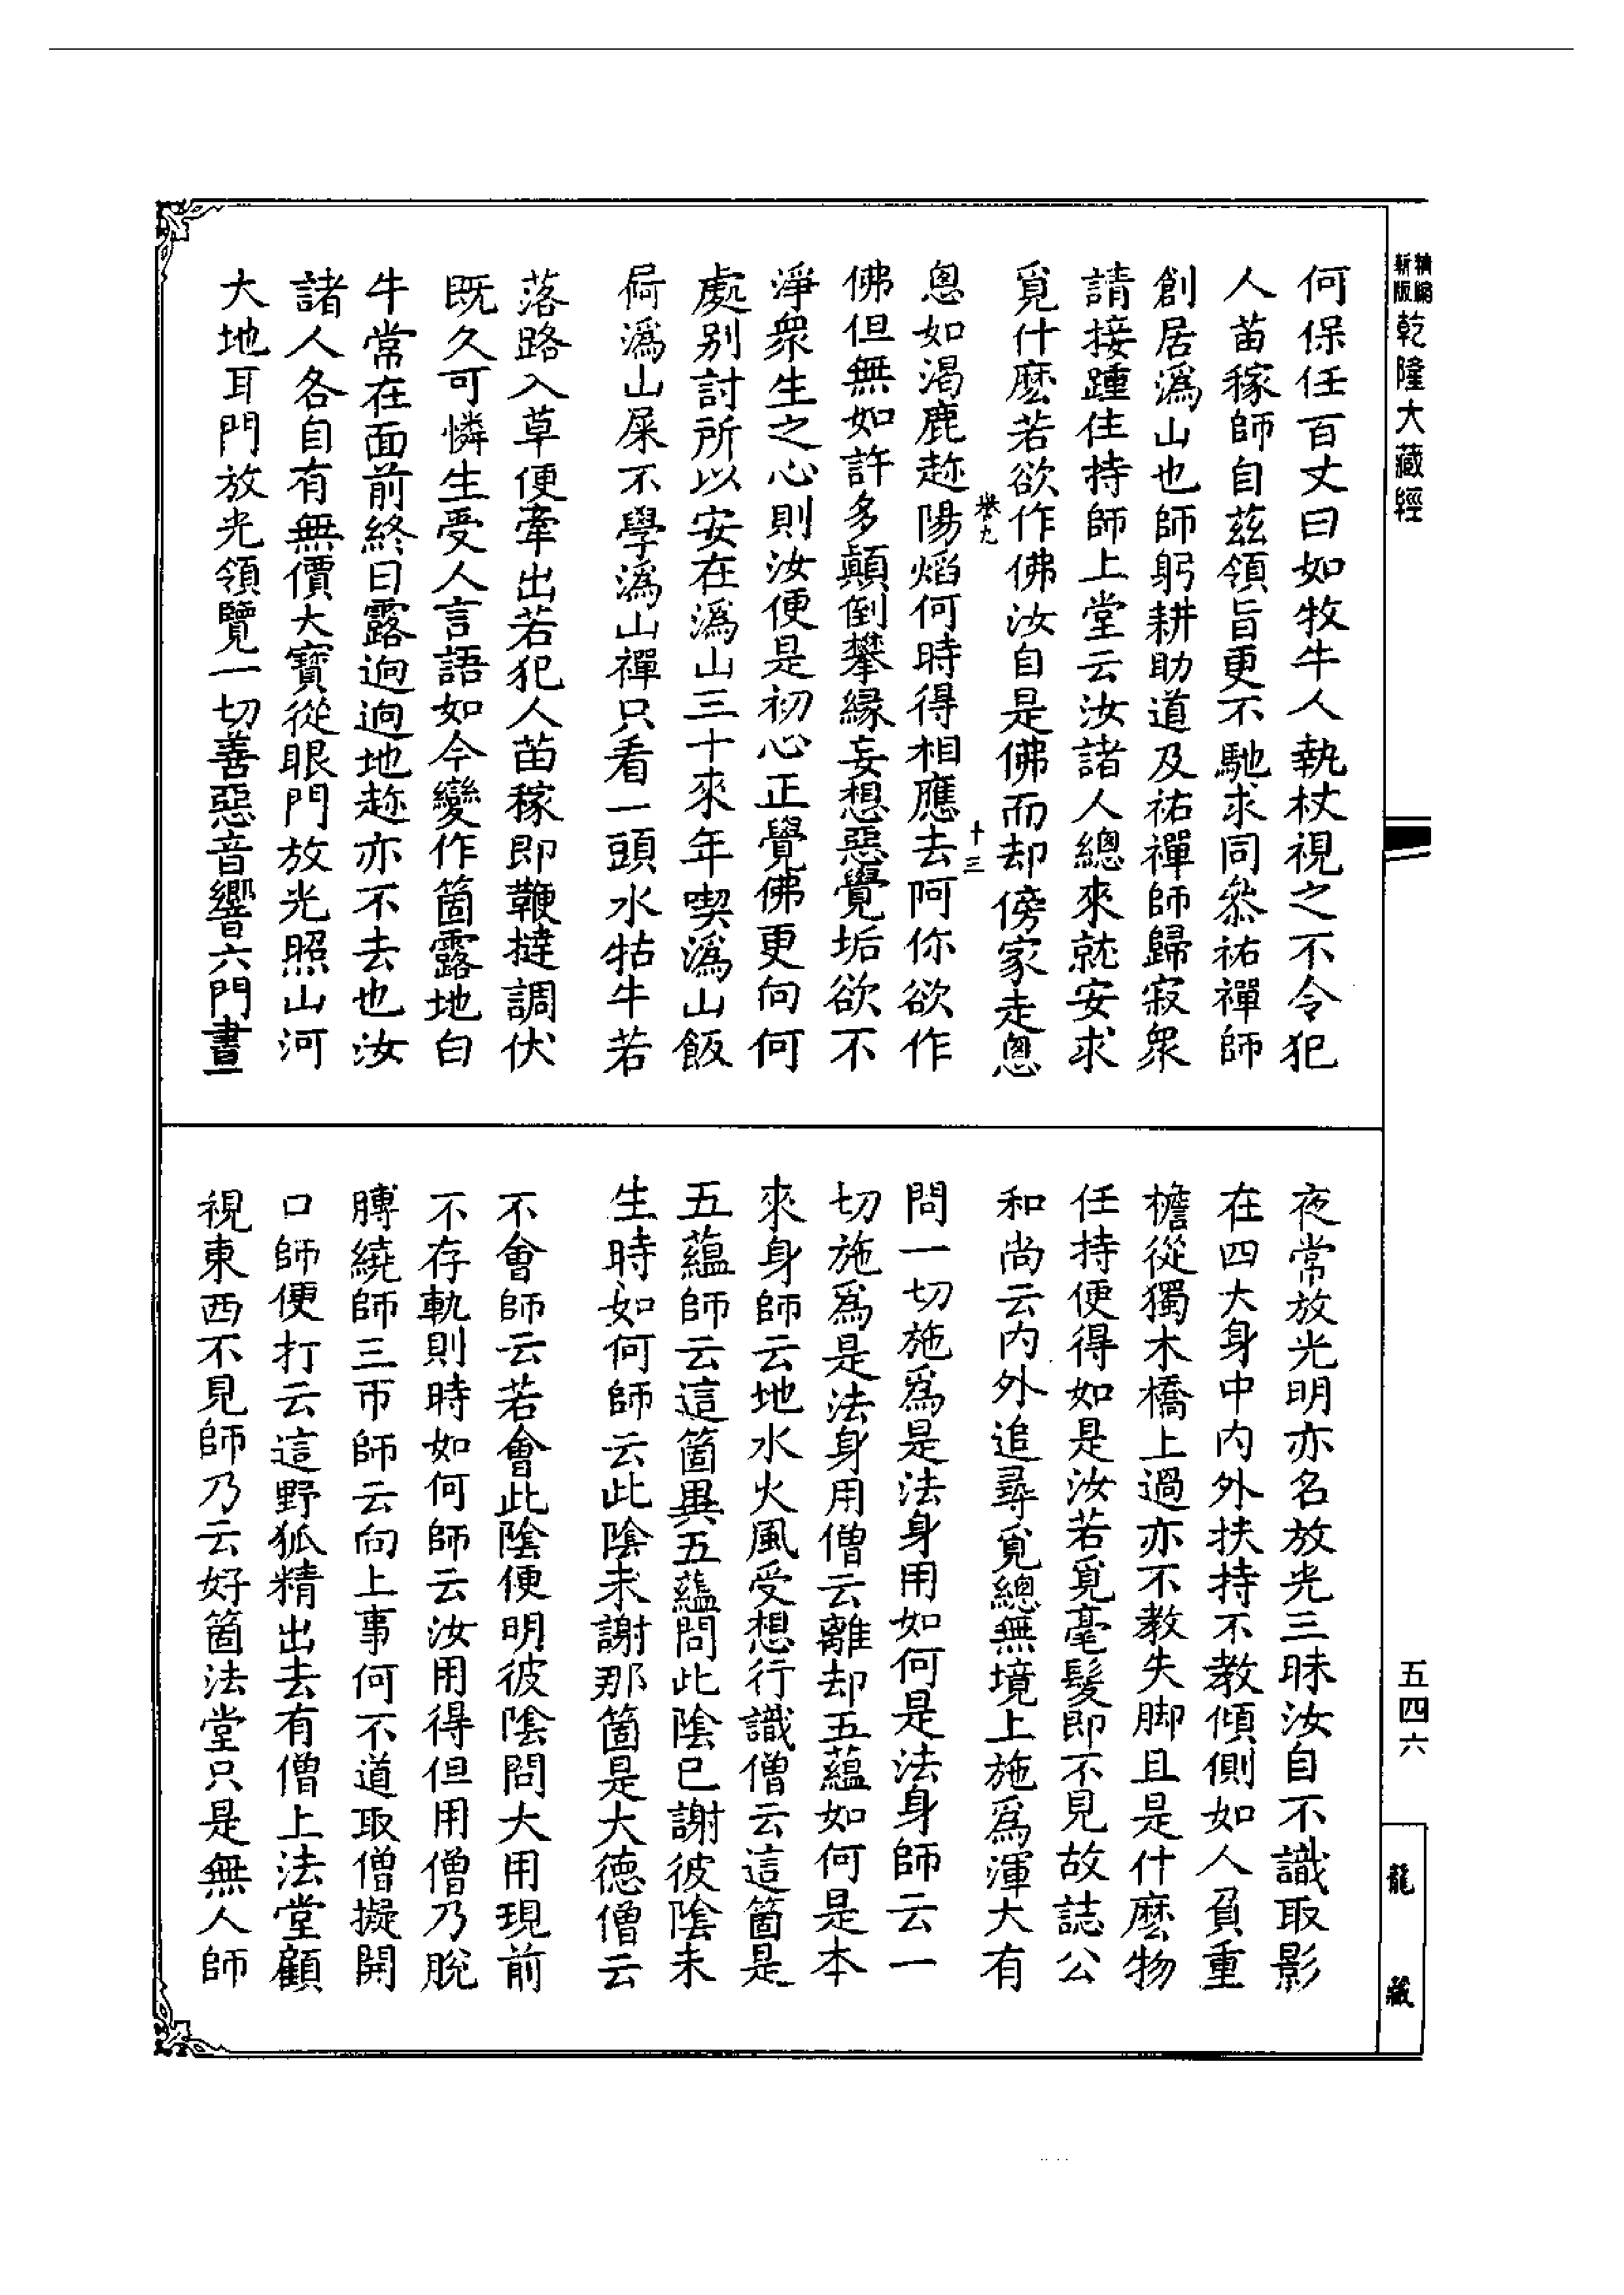 精編
新版
乾隆大藏經
何保任百丈曰如牧牛人執杖視之不令犯
人苗稼師自茲領旨更不馳求同叅祐禪師
創居潙山也師躬耕助道及祐禪師歸寂衆
請接踵住持師上堂云汝諸人總來就安求
覓什麽若欲作佛汝自是佛而却傍家走悤
卷九
十三
悤如渴鹿趂陽焰何時得相應去阿你欲作
佛但無如許多顛倒攀緣妄想惡覺垢欲不
淨衆生之心則汝便是初心正覺佛更向何
處别討所以安在潙山三十來年喫潙山飯
屙潙山屎不學潙山禪只看一頭水牯牛若
落路入草便牽出若犯人苗稼即鞭撻調伏
既久可憐生受人言語如今變作箇露地白
牛常在面前終日露逈逈地趂亦不去也汝
諸人各自有無價大寶從眼門放光照山河
大地耳門放光領覽一切善惡音響六門晝
夜常放光明亦名放光三昧汝自不識取影
在四大身中内外扶持不教傾側如人負重
檐從獨木橋上過亦不教失脚且是什麽物
任持便得如是汝若覓毫髮即不見故誌公
和尚云内外追尋覓總無境上施爲渾大有
問一切施爲是法身用如何是法身師云一
切施爲是法身用僧云離却五蘊如何是本
來身師云地水火風受想行識僧云這箇是
五蘊師云這箇異五蘊問此陰已謝彼陰未
生時如何師云此陰未謝那箇是大德僧云
不會師云若會此陰便明彼陰問大用現前
不存軌則時如何師云汝用得但用僧乃脫
膊繞師三帀師云向上事何不道取僧擬開
口師便打云這野狐精出去有僧上法堂顧
視東西不見師乃云好箇法堂只是無人師
五四六
龍藏